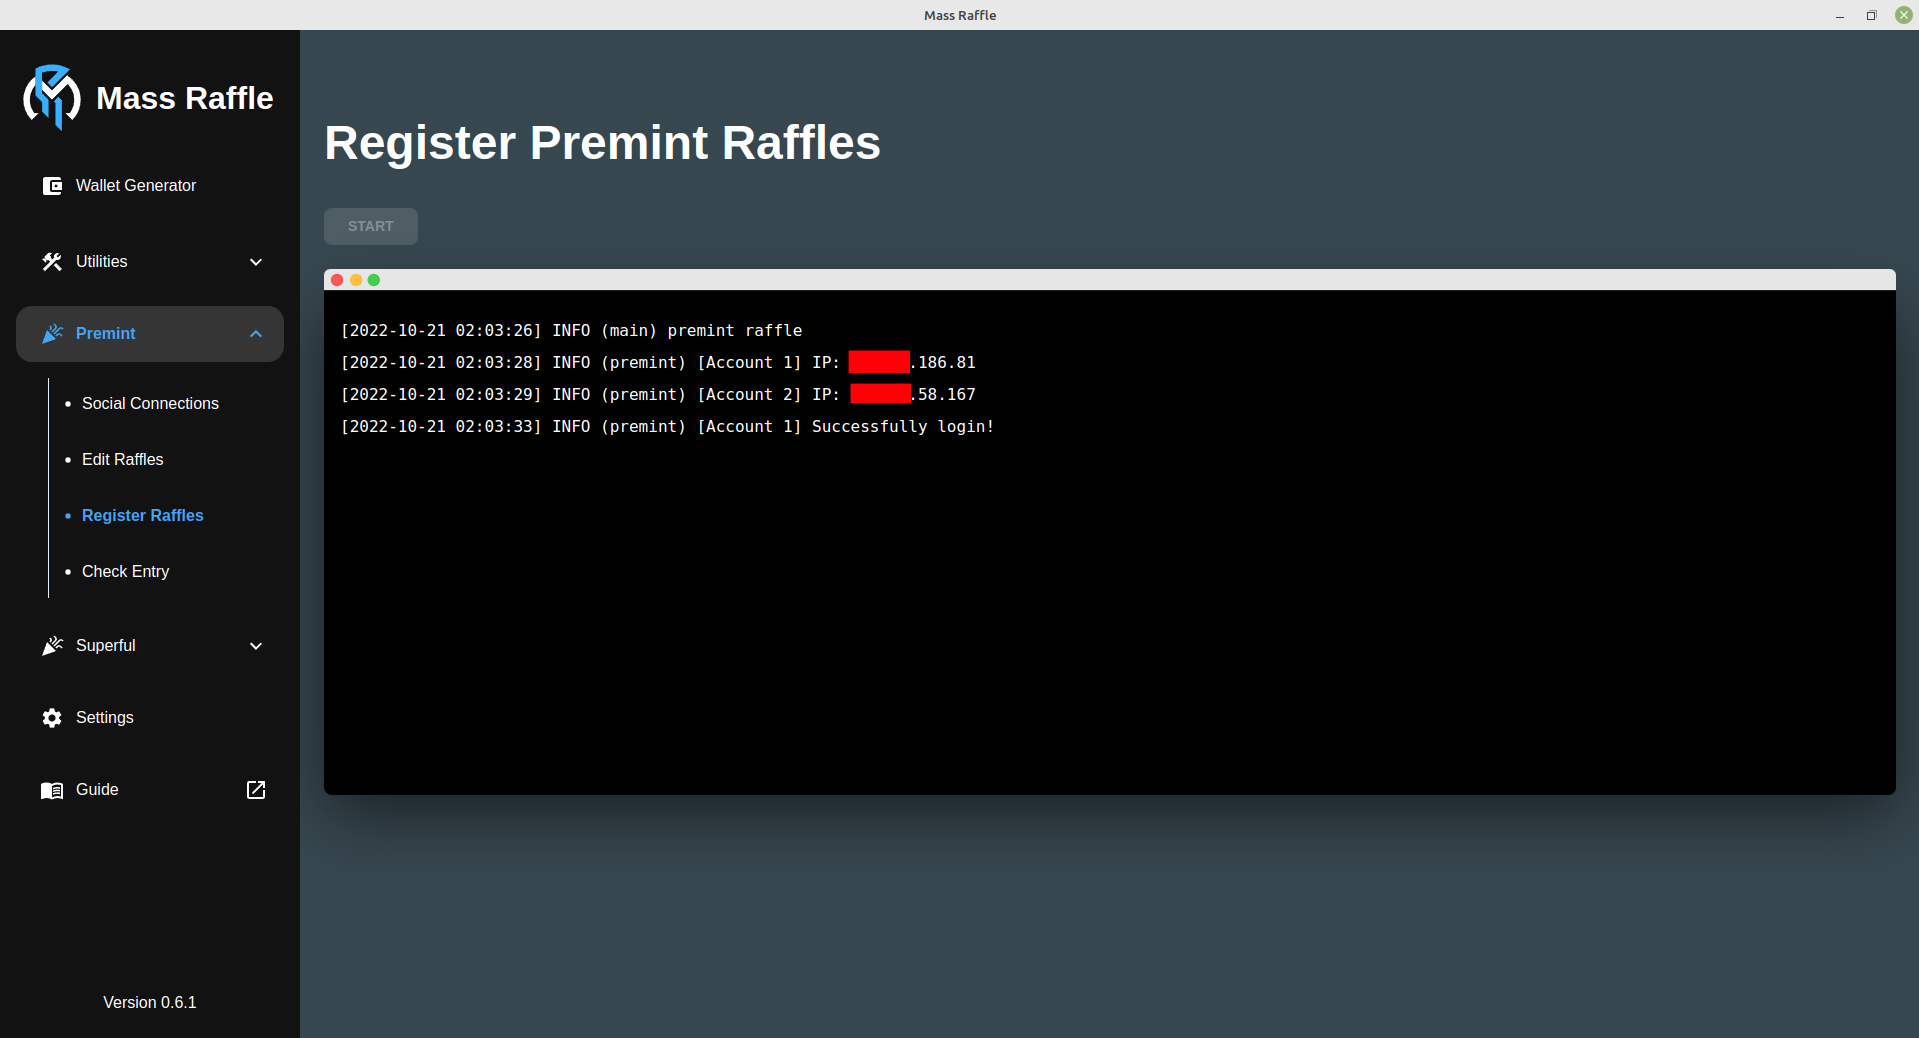 Mass Raffle
Mass Raffle
Wallet Generator
Utilities
Premint
Social Connections
Edit Raffles
Register Raffles
Check Entry
Superful
Settings
Guide
Version 0.6.1
Register Premint Raffles
START
[2022-10-21 02:03:26] INFO (main) premint raffle
[2022-10-21 02:03:28] INFO (premint) [Account 1] IP: .186.81
[2022-10-21 02:03:29] INFO (premint) [Account 2] IP: .58.167
[2022-10-21 02:03:33] INFO (premint) [Account 1] Successfully login!